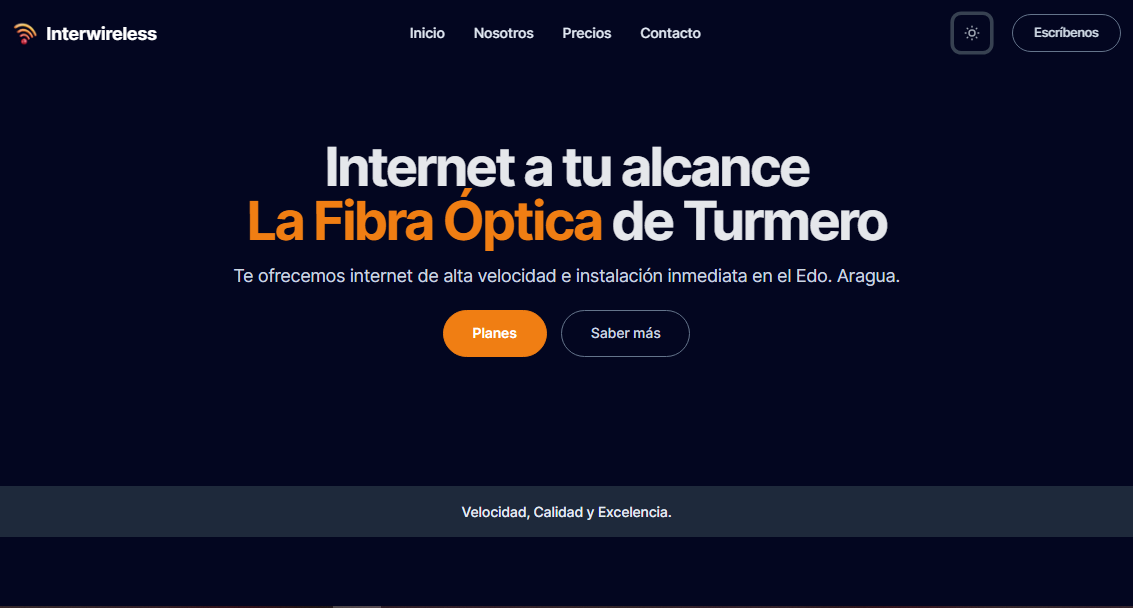 Interwireless
Inicio
Nosotros
Precios
Contacto
Escríbenos
Internet a tu alcance
La Fibra Óptica de Turmero
Te ofrecemos internet de alta velocidad e instalación inmediata en el Edo. Aragua.
Planes
Saber más
Velocidad, Calidad y Excelencia.